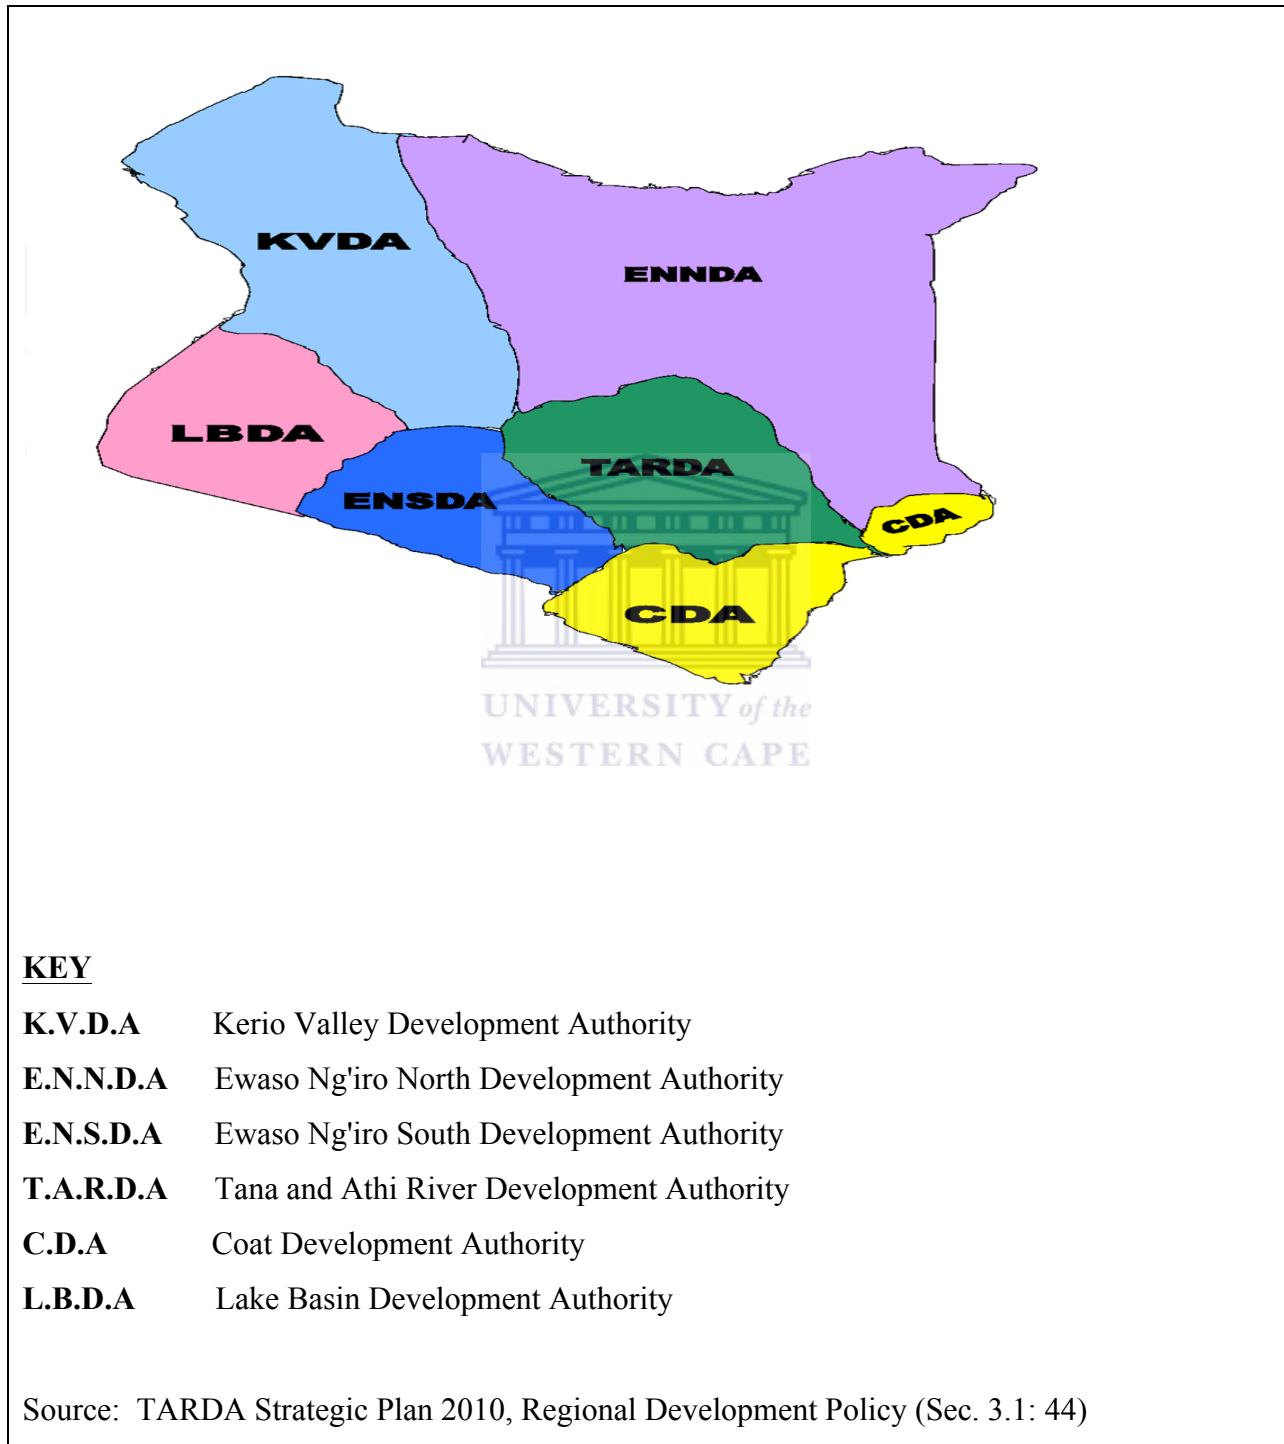 KVDA
ENNDA
LBDA
TARDA
ENSDA
CDA
CDA
UNIVERSITY of the
WESTERN CAPE
KEY
K.V.D.A Kerio Valley Development Authority
E.N.N.D.A Ewaso Ng'iro North Development Authority
E.N.S.D.A Ewaso Ng'iro South Development Authority
T.A.R.D.A Tana and Athi River Development Authority
C.D.A Coat Development Authority
L.B.D.A Lake Basin Development Authority
Source: TARDA Strategic Plan 2010, Regional Development Policy (Sec. 3.1: 44)